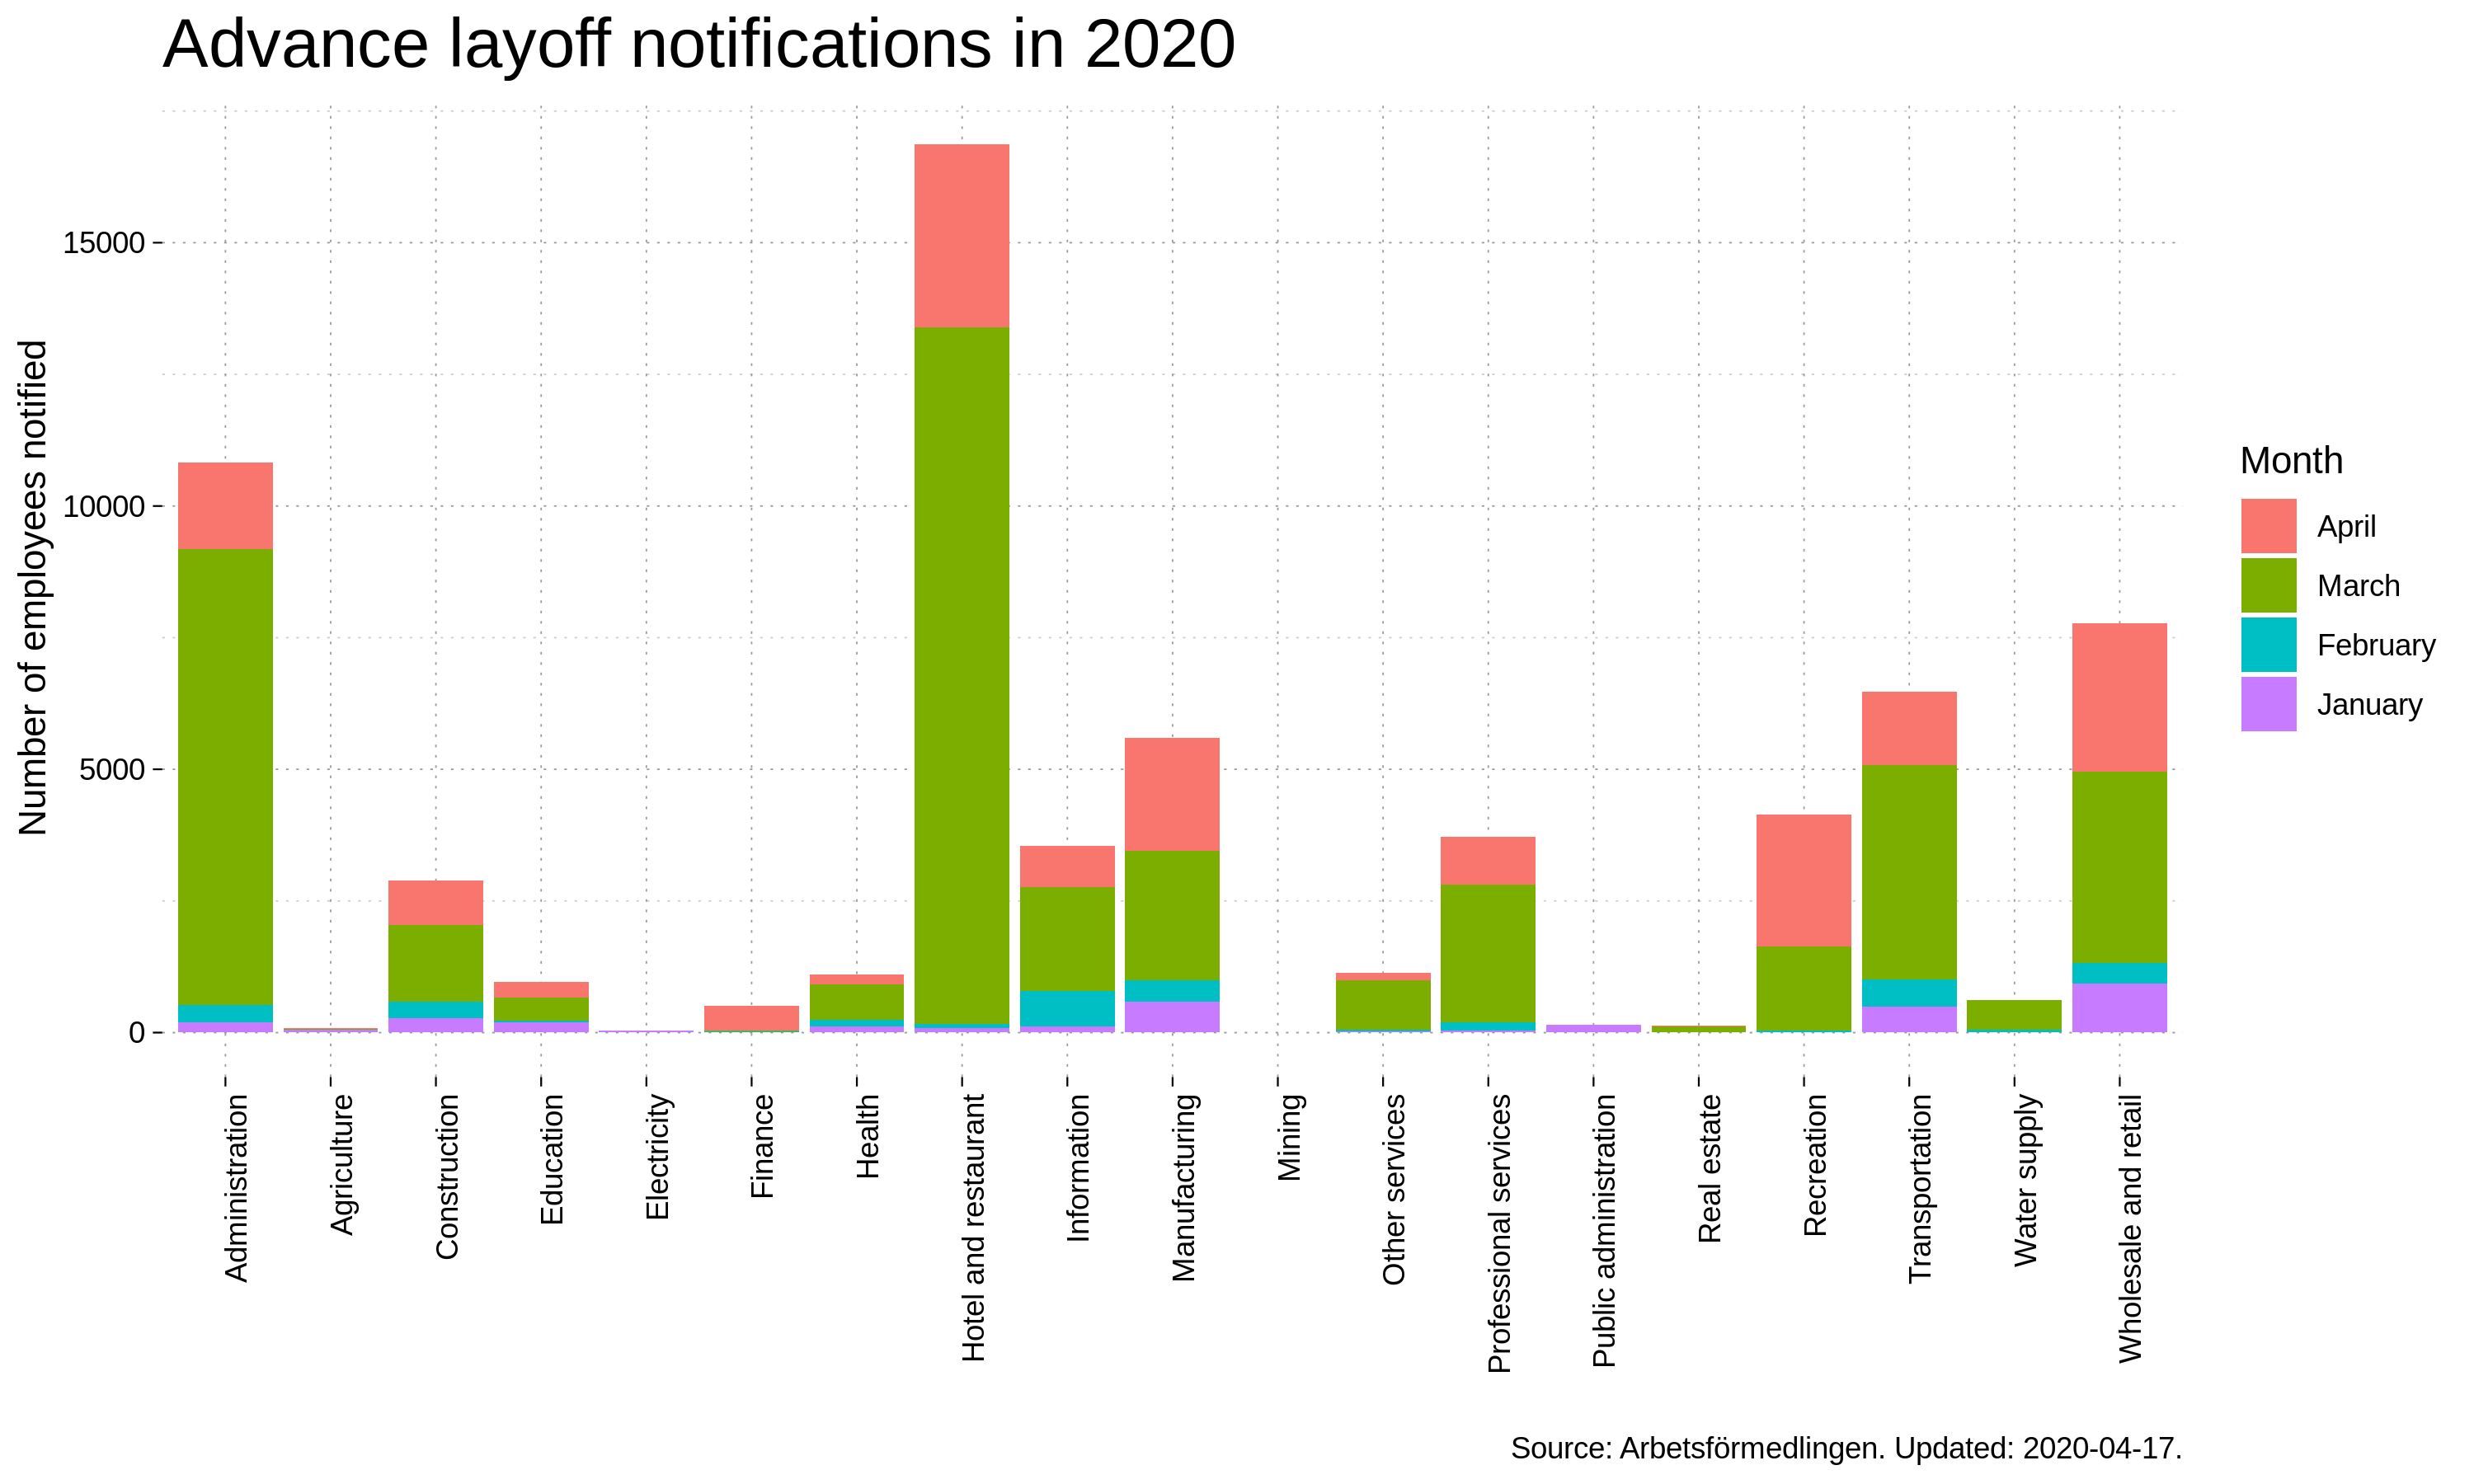 Advance layoff notifications in 2020
Number of employees notified
15000
10000
5000
0
Administration
Agriculture
Construction
Education
Electricity
Finance
Health
Hotel and restaurant
Information
Manufacturing
Mining
Other services
Professional services
Public administration
Real estate
Recreation
Transportation
Water supply
Wholesale and retail
Month
April
March
February
January
Source: Arbetsförmedlingen. Updated: 2020-04-17.